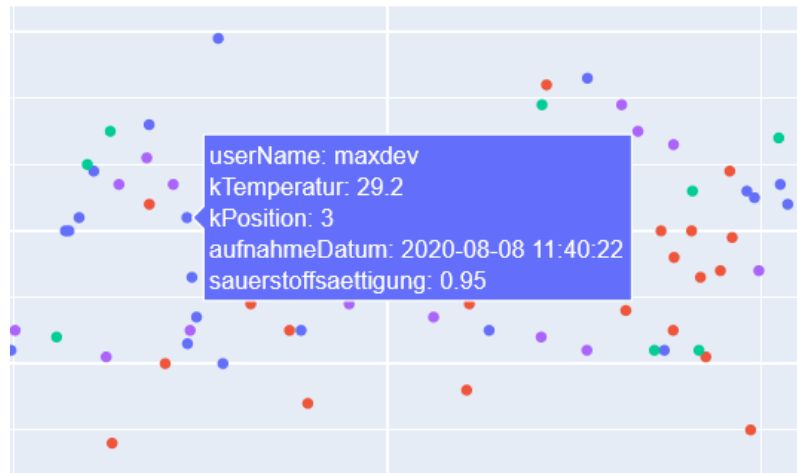 userName: maxdev
kTemperatur: 29.2
kPosition: 3
aufnahmeDatum: 2020-08-08 11:40:22
sauerstoffsaettigung: 0.95